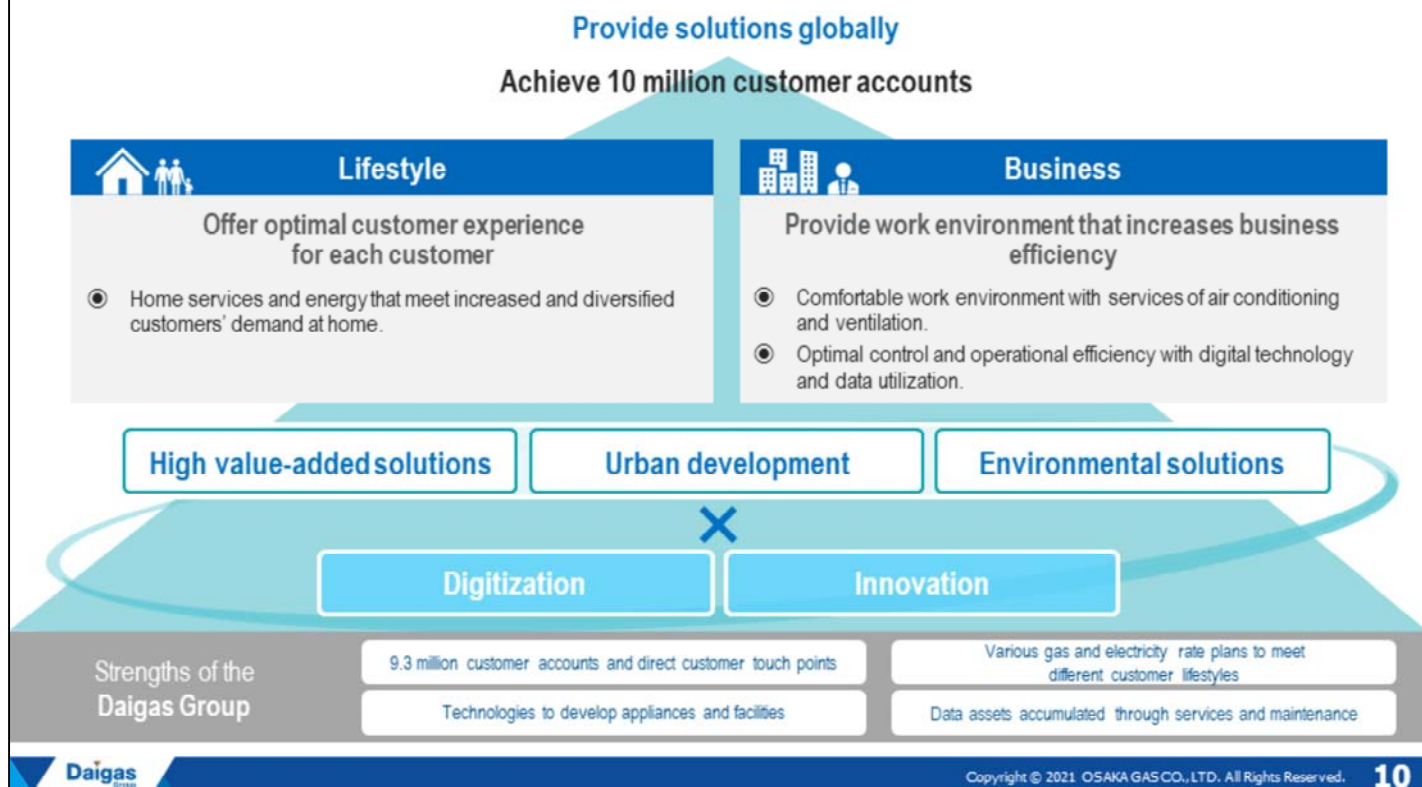 Provide solutions globally
Achieve 10 million customer accounts
Lifestyle
Offer optimal customer experience
for each customer
◉ Home services and energy that meet increased and diversified
customers' demand at home.
Business
Provide work environment that increases business
efficiency
◉ Comfortable work environment with services of air conditioning
and ventilation.
◉ Optimal control and operational efficiency with digital technology
and data utilization.
High value-added solutions
Urban development
Environmental solutions
×
Digitization
Innovation
Strengths of the
Daigas Group
9.3 million customer accounts and direct customer touch points
Various gas and electricity rate plans to meet
different customer lifestyles
Technologies to develop appliances and facilities
Data assets accumulated through services and maintenance
Daigas
Group
Copyright © 2021 OSAKA GAS CO., LTD. All Rights Reserved.
10